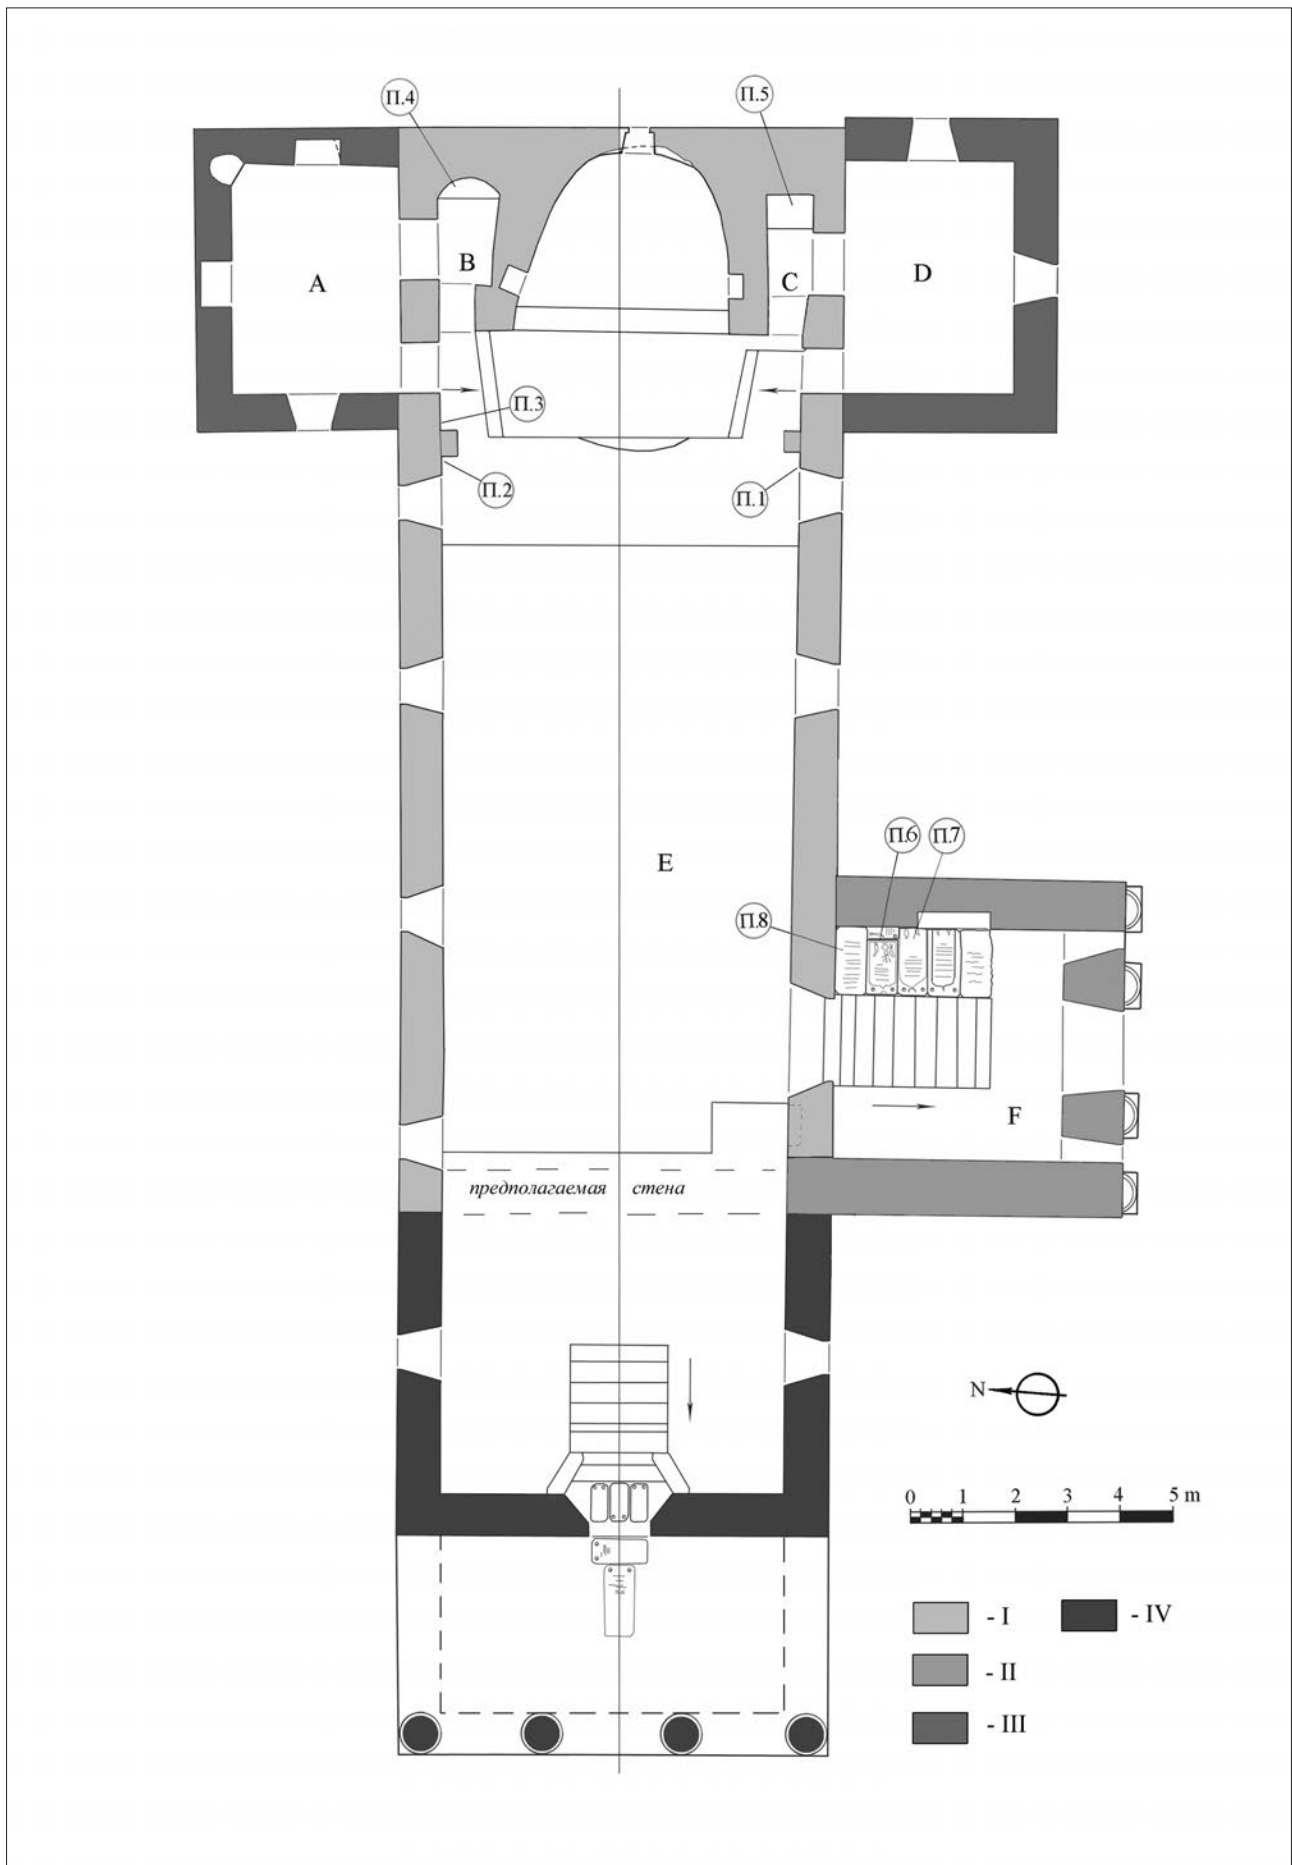 П.4
П.5
A
B
C
D
П.3
П.2
П.1
E
П.6
П.7
П.8
F
предполагаемая стена
N
0 1 2 3 4 5 m
- I
- IV
- II
- III